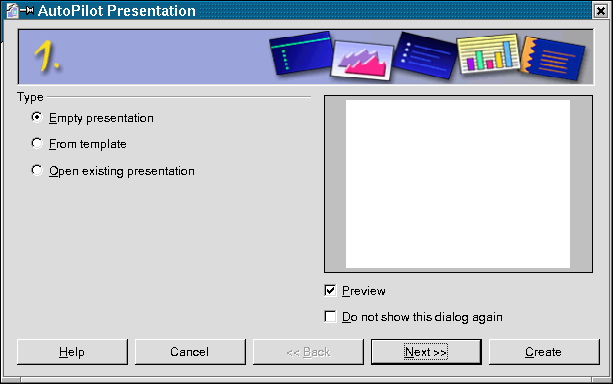 AutoPilot Presentation
1.
Type
Empty presentation
From template
Open existing presentation
Preview
Do not show this dialog again
Help Cancel << Back Next >> Create